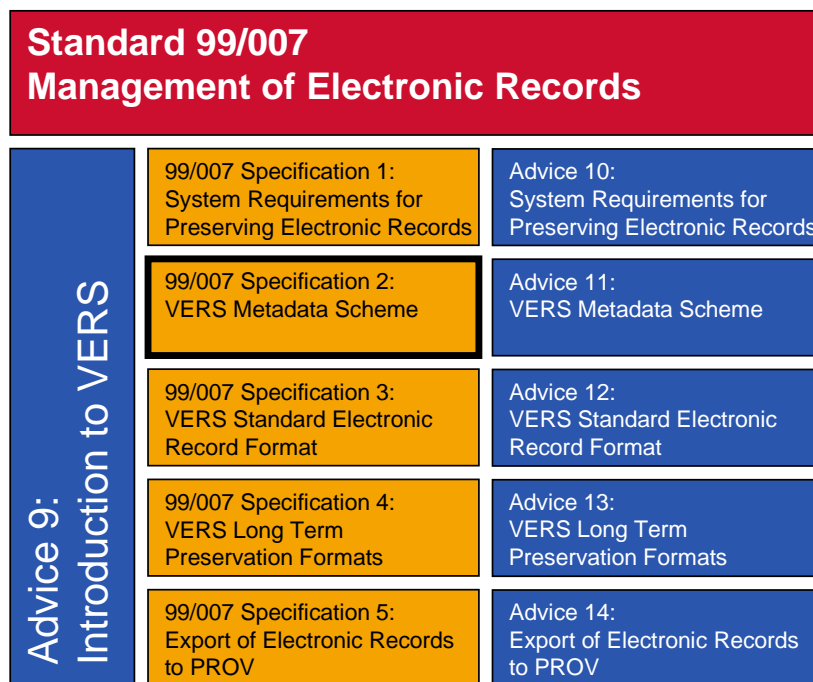 Standard 99/007
Management of Electronic Records
Advice 9:
Introduction to VERS
99/007 Specification 1:
System Requirements for
Preserving Electronic Records
Advice 10:
System Requirements for
Preserving Electronic Records
99/007 Specification 2:
VERS Metadata Scheme
Advice 11:
VERS Metadata Scheme
99/007 Specification 3:
VERS Standard Electronic
Record Format
Advice 12:
VERS Standard Electronic
Record Format
99/007 Specification 4:
VERS Long Term
Preservation Formats
Advice 13:
VERS Long Term
Preservation Formats
99/007 Specification 5:
Export of Electronic Records
to PROV
Advice 14:
Export of Electronic Records
to PROV